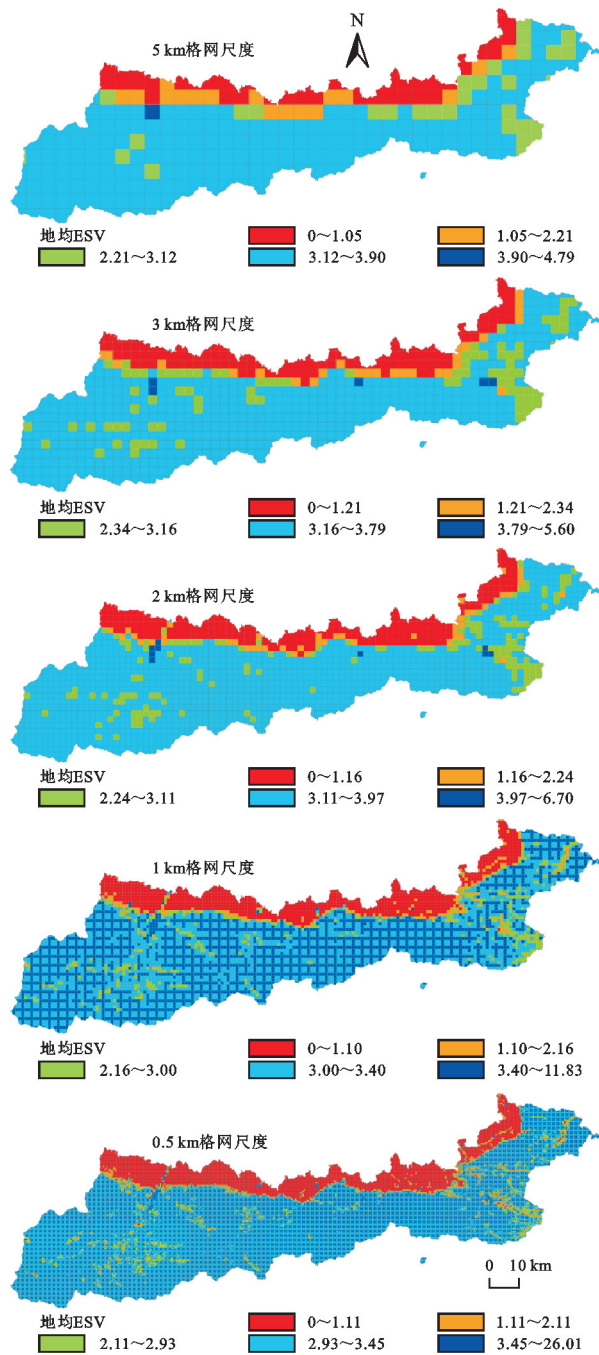 N
5 km格网尺度
地均ESV 0～1.05 1.05～2.21
2.21～3.12 3.12～3.90 3.90～4.79
3 km格网尺度
地均ESV 0～1.21 1.21～2.34
2.34～3.16 3.16～3.79 3.79～5.60
2 km格网尺度
地均ESV 0～1.16 1.16～2.24
2.24～3.11 3.11～3.97 3.97～6.70
1 km格网尺度
地均ESV 0～1.10 1.10～2.16
2.16～3.00 3.00～3.40 3.40～11.83
0.5 km格网尺度
0 10 km
地均ESV 0～1.11 1.11～2.11
2.11～2.93 2.93～3.45 3.45～26.01